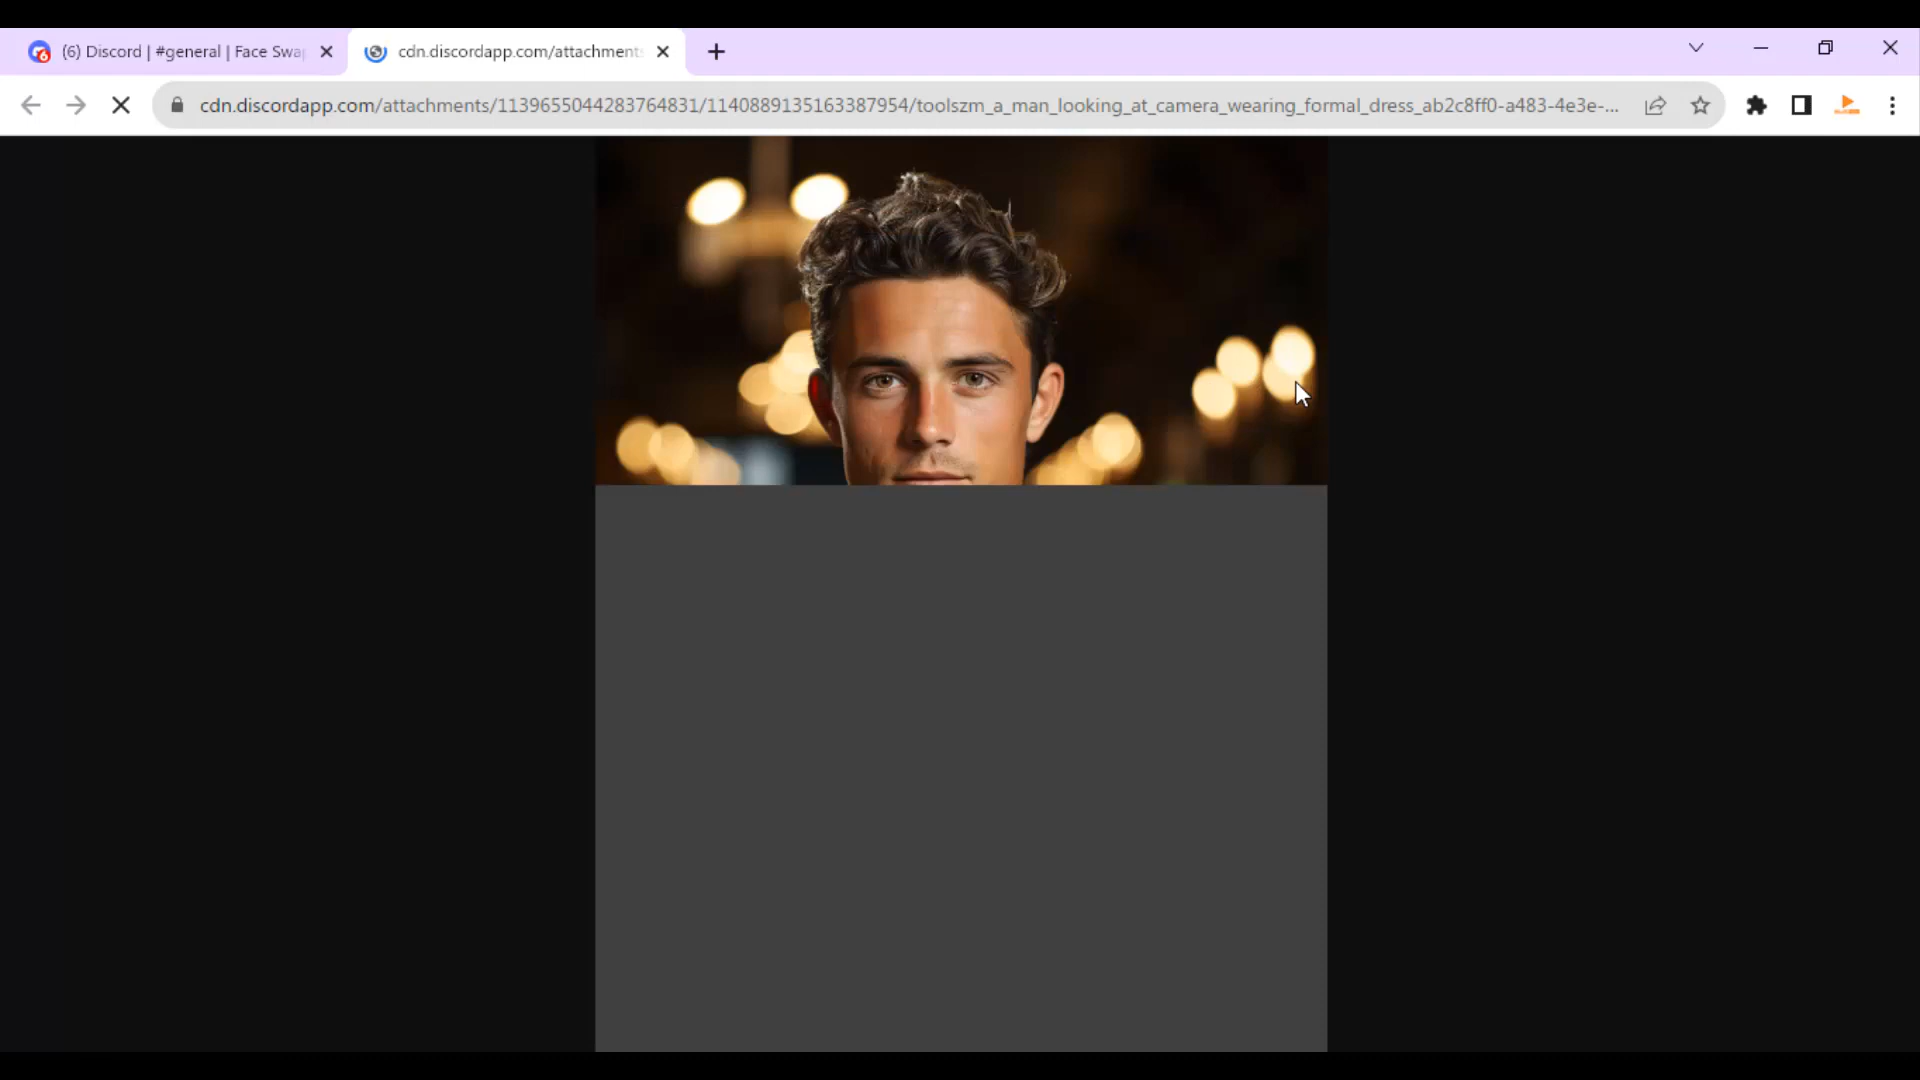 (6) Discord | #general | Face Swa
cdn.discordapp.com/attachment
cdn.discordapp.com/attachments/1139655044283764831/1140889135163387954/toolszm_a_man_looking_at_camera_wearing_formal_dress_ab2c8ff0-a483-4e3e-...